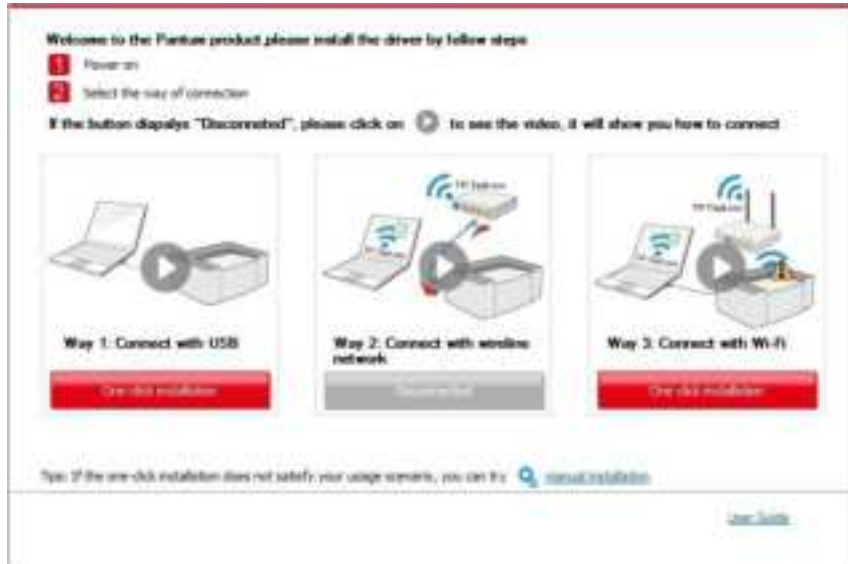 Welcome to the Pantum product,please install the driver by follow steps
1 Power on
2 Select the way of connection
If the button dispalys "Disconneted", please click on to see the video, it will show you how to connect
Way 1: Connect with USB
One click installation
Way 2: Connect with wireline network
Disconnected
Way 3: Connect with Wi-Fi
One click installation
Tips: If the one-click installation does not satisfy your usage scenario, you can try manual installation
User Guide